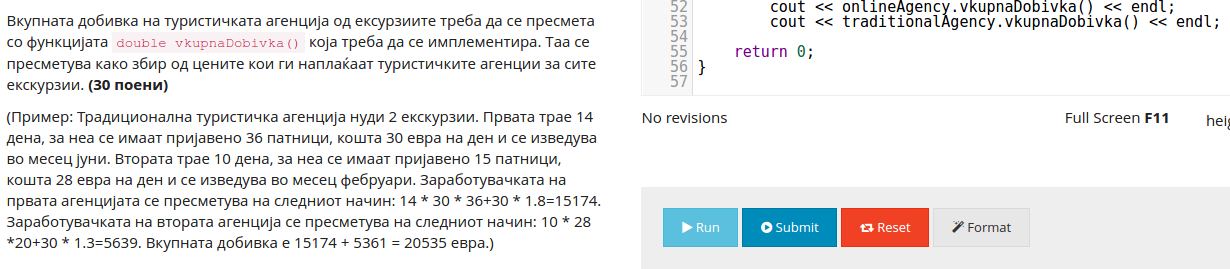 Вкупната добивка на туристичката агенција од ексурзиите треба да се пресмета
со функцијата double vkupnaDobivka() која треба да се имплементира. Таа се
пресметува како збир од цените кои ги наплаќаат туристичките агенции за сите
екскурзии. (30 поени)
(Пример: Традиционална туристичка агенција нуди 2 екскурзии. Првата трае 14
дена, за неа се имаат пријавено 36 патници, кошта 30 евра на ден и се изведува
во месец јуни. Втората трае 10 дена, за неа се имаат пријавено 15 патници,
кошта 28 евра на ден и се изведува во месец фебруари. Заработувачката на
првата агенцијата се пресметува на следниот начин: 14 * 30 * 36+30 * 1.8=15174.
Заработувачката на втората агенција се пресметува на следниот начин: 10 * 28
*20+30 * 1.3=5639. Вкупната добивка е 15174 + 5361 = 20535 евра.)
52 cout << onlineAgency.vkupnaDobivka() << endl;
53 cout << traditionalAgency.vkupnaDobivka() << endl;
54
55 return 0;
56 }
57
No revisions Full Screen F11 heig
Run Submit Reset Format